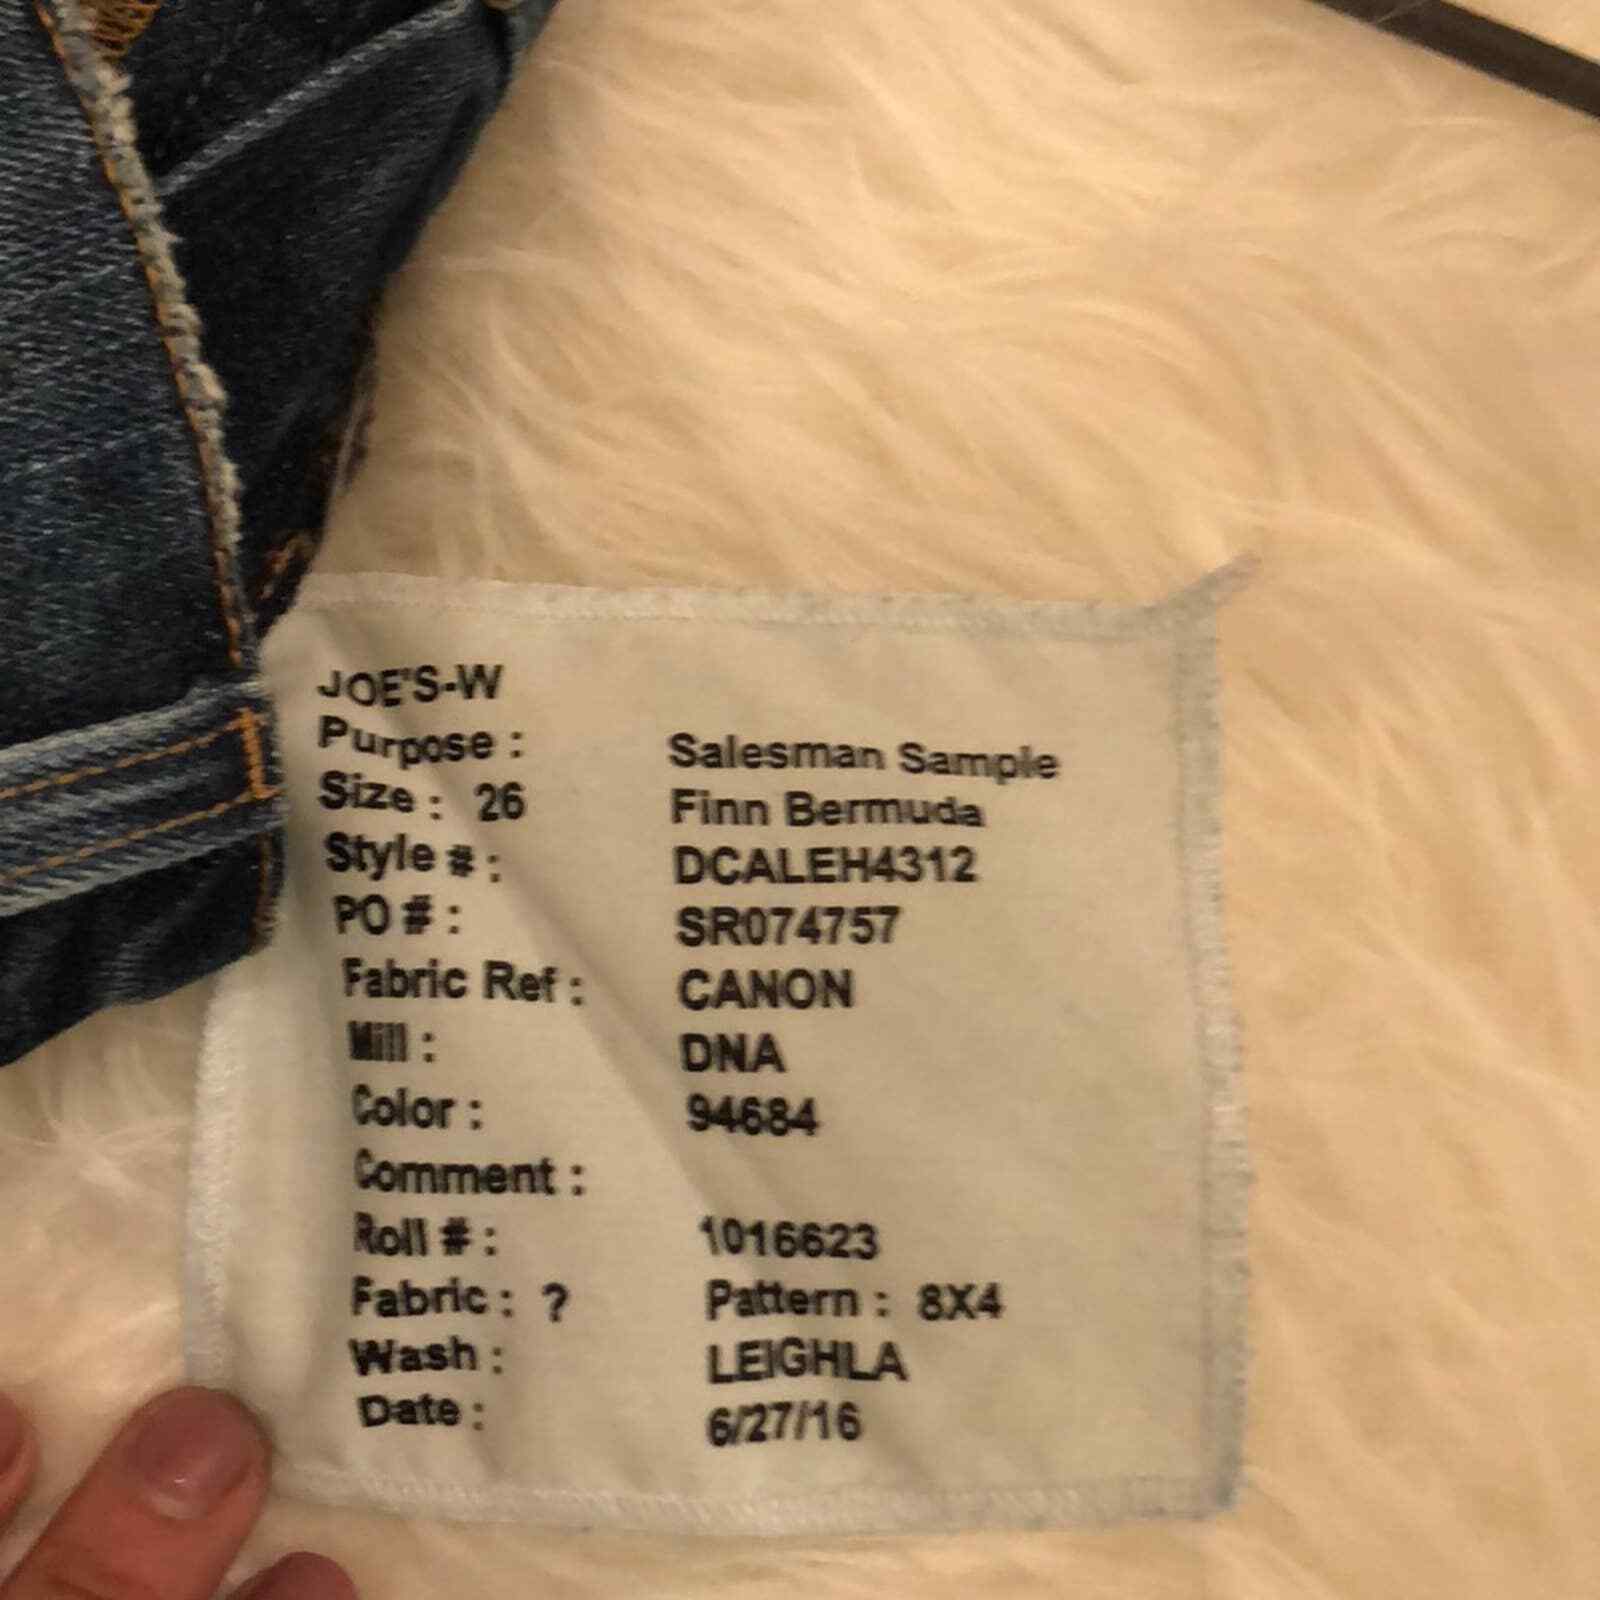 JOE'S-W
Purpose : Salesman Sample
Size : 26 Finn Bermuda
Style # : DCALEH4312
PO # : SR074757
Fabric Ref : CANON
Mill : DNA
Color : 94684
Comment :
Roll # : 1016623
Fabric : ? Pattern : 8X4
Wash : LEIGHLA
Date : 6/27/16